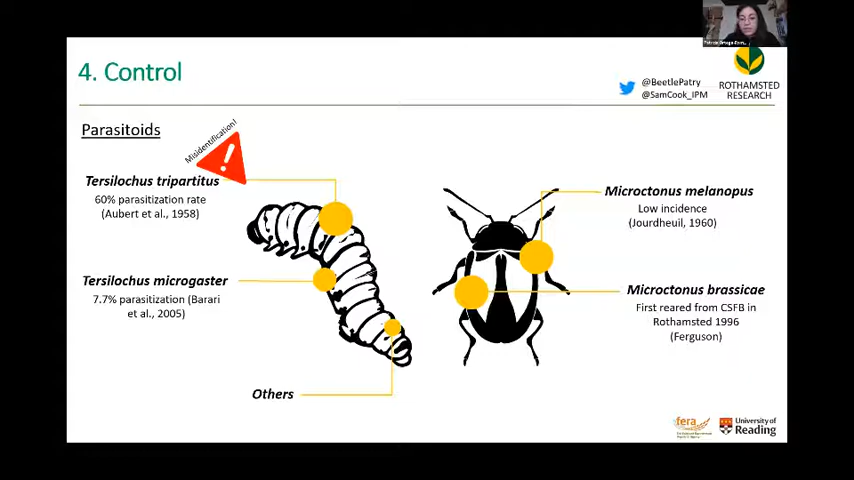 4. Control
@BeetlePatry
@SamCook_IPM
ROTHAMSTED
RESEARCH
Parasitoids
Misidentification!
!
Tersilochus tripartitus
60% parasitization rate
(Aubert et al., 1958)
Tersilochus microgaster
7.7% parasitization (Barari
et al., 2005)
Others
Microctonus melanopus
Low incidence
(Jourdheuil, 1960)
Microctonus brassicae
First reared from CSFB in
Rothamsted 1996
(Ferguson)
fera
University of
Reading